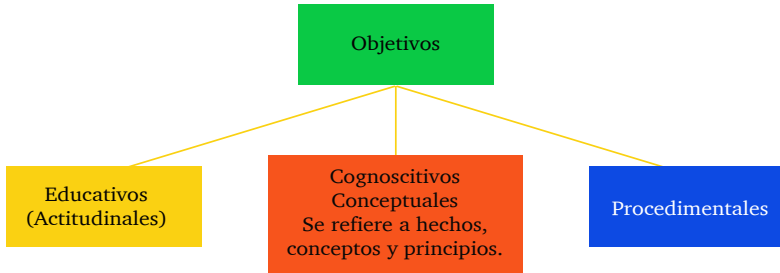 Objetivos
Educativos
(Actitudinales)
Cognoscitivos
Conceptuales
Se refiere a hechos,
conceptos y principios.
Procedimentales